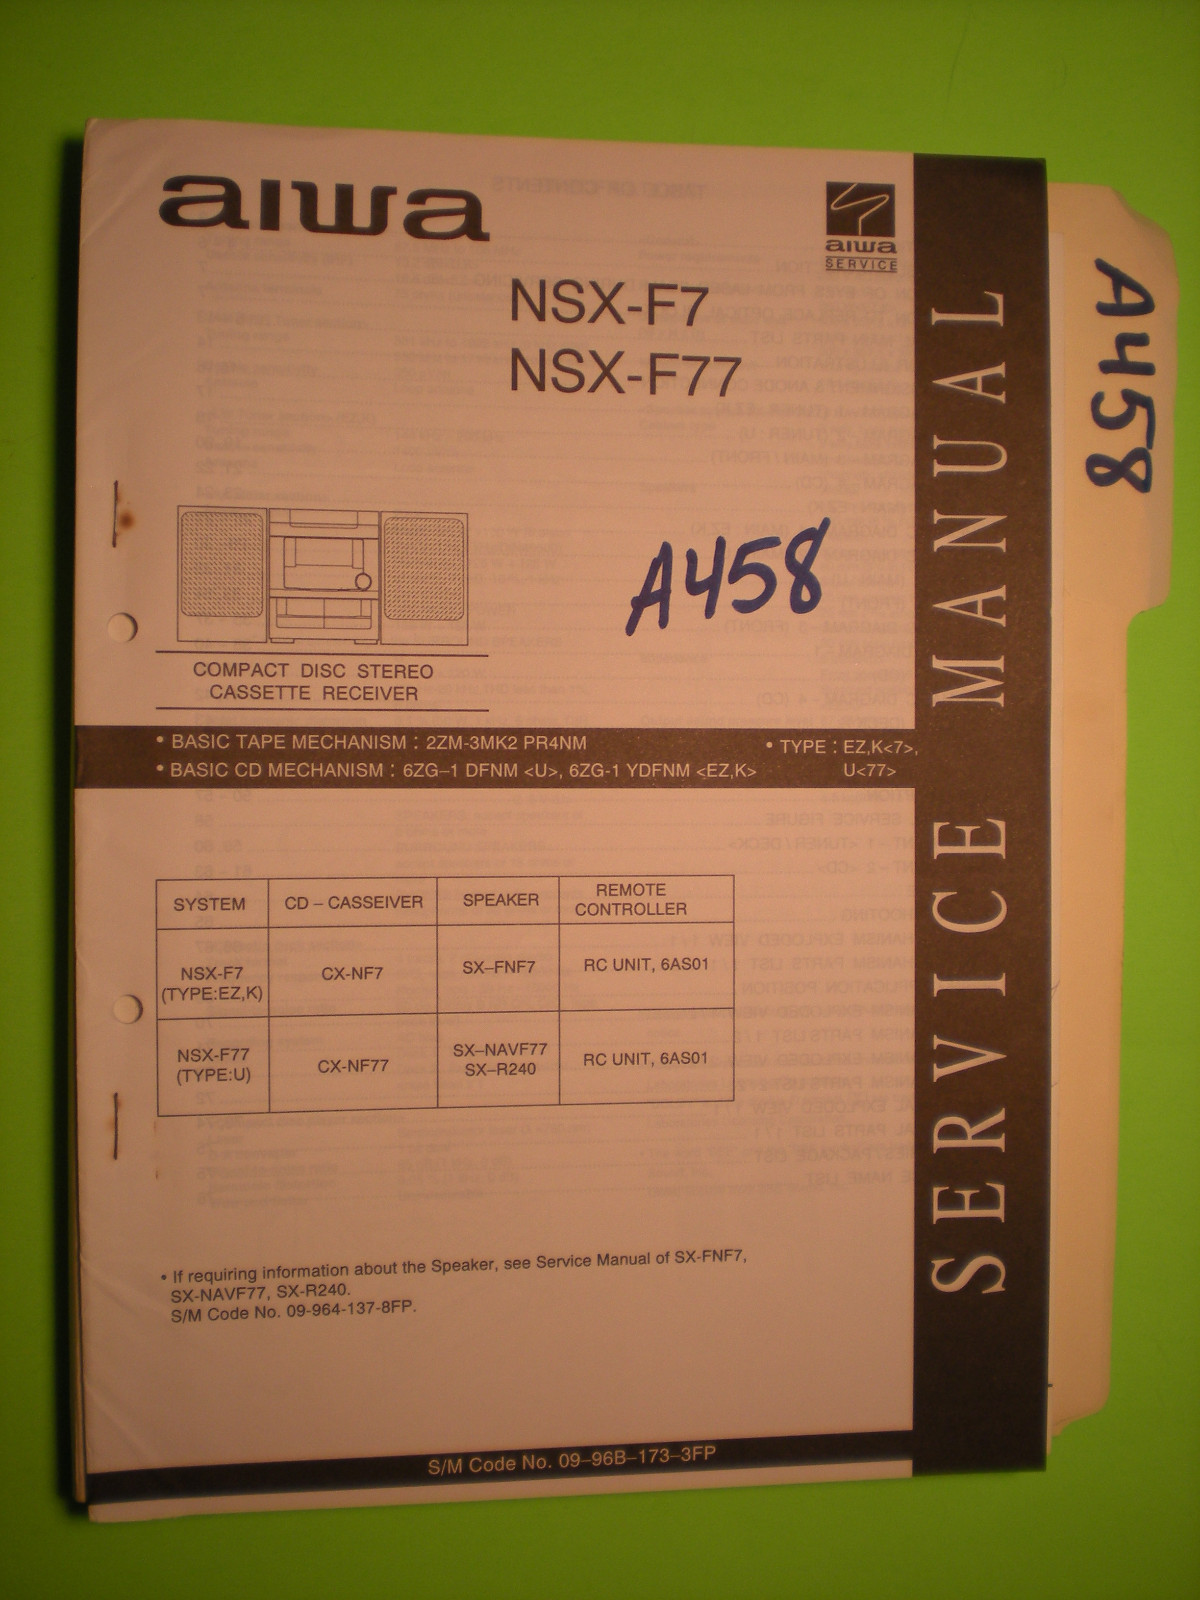 aiwa
aiwa
SERVICE
NSX-F7
NSX-F77
A458
A458
SERVICE MANUAL
COMPACT DISC STEREO
CASSETTE RECEIVER
• BASIC TAPE MECHANISM : 2ZM-3MK2 PR4NM
• BASIC CD MECHANISM : 6ZG–1 DFNM <U>, 6ZG-1 YDFNM <EZ,K>
• TYPE : EZ,K<7>,
U<77>
SYSTEM CD – CASSEIVER SPEAKER REMOTE CONTROLLER
NSX-F7 (TYPE:EZ,K) CX-NF7 SX–FNF7 RC UNIT, 6AS01
NSX-F77 (TYPE:U) CX-NF77 SX–NAVF77 SX–R240 RC UNIT, 6AS01
• If requiring information about the Speaker, see Service Manual of SX-FNF7,
SX-NAVF77, SX-R240.
S/M Code No. 09-964-137-8FP.
S/M Code No. 09–96B–173–3FP